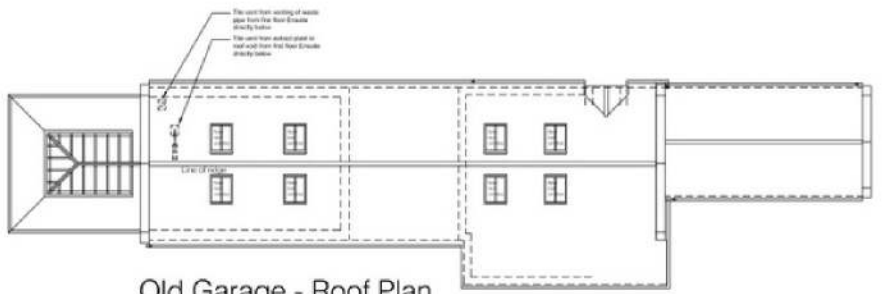 Tile vent from venting of waste
pipe from first floor Ensuite
directly below
Tile vent from extract plant in
roof void from first floor Ensuite
directly below
Line of ridge
Old Garage - Roof Plan